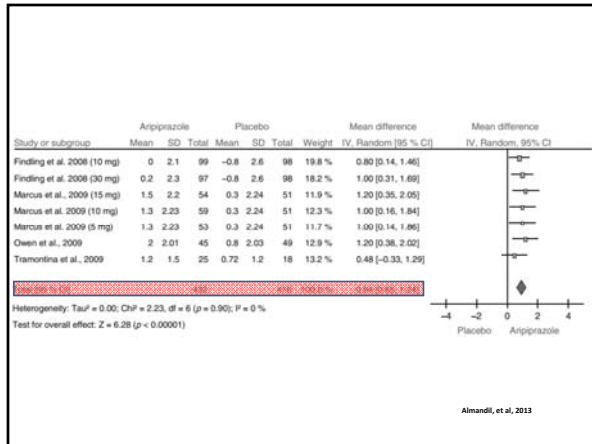 Aripiprazole Placebo Mean difference Mean difference
Study or subgroup Mean SD Total Mean SD Total Weight IV, Random [95 % CI] IV, Random, 95% CI
Findling et al. 2008 (10 mg) 0 2.1 99 −0.8 2.6 98 19.8 % 0.80 [0.14, 1.46]
Findling et al. 2008 (30 mg) 0.2 2.3 97 −0.8 2.6 98 18.2 % 1.00 [0.31, 1.69]
Marcus et al., 2009 (15 mg) 1.5 2.2 54 0.3 2.24 51 11.9 % 1.20 [0.35, 2.05]
Marcus et al. 2009 (10 mg) 1.3 2.23 59 0.3 2.24 51 12.3 % 1.00 [0.16, 1.84]
Marcus et al. 2009 (5 mg) 1.3 2.23 53 0.3 2.24 51 11.6 % 1.00 [0.14, 1.86]
Owen et al., 2009 2 2.01 45 0.8 2.03 49 12.9 % 1.20 [0.38, 2.02]
Tramontina et al., 2009 1.2 1.5 25 0.72 1.2 18 13.2 % 0.48 [−0.33, 1.29]
Total [95 % CI] 432 416 100.0 %
Heterogeneity: Tau² = 0.00; Chi² = 2.23, df = 6 (p = 0.90); I² = 0 %
Test for overall effect: Z = 6.28 (p < 0.00001)
−4 −2 0 2 4
Placebo Aripiprazole
Almandil, et al, 2013